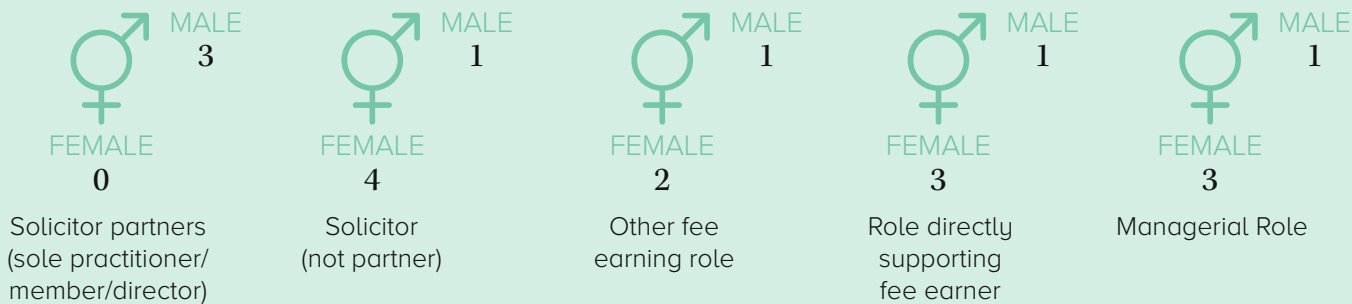 MALE
3
FEMALE
0
Solicitor partners
(sole practitioner/
member/director)
MALE
1
FEMALE
4
Solicitor
(not partner)
MALE
1
FEMALE
2
Other fee
earning role
MALE
1
FEMALE
3
Role directly
supporting
fee earner
MALE
1
FEMALE
3
Managerial Role